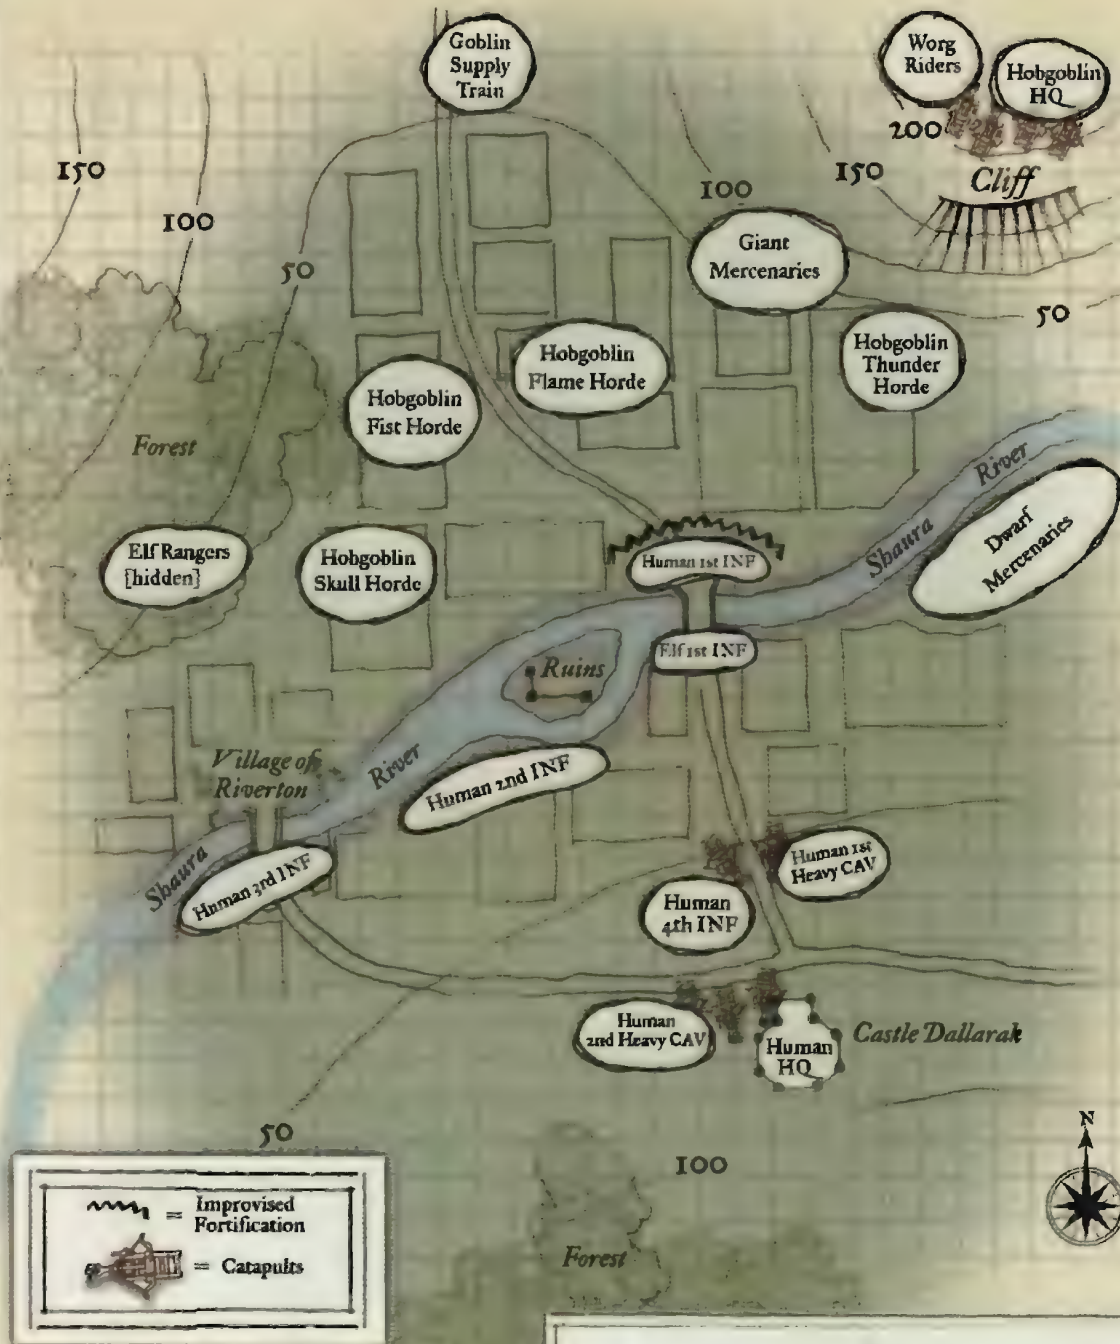 Goblin
Supply
Train
Worg
Riders
Hobgoblin
HQ
200
Cliff
150
100
50
100
150
50
Giant
Mercenaries
Hobgoblin
Thunder
Horde
Hobgoblin
Flame Horde
Hobgoblin
Fist Horde
Forest
Elf Rangers
[hidden]
Hobgoblin
Skull Horde
Human 1st INF
Shaura
River
Dwarf
Mercenaries
Elf 1st INF
Ruins
Village of
Riverton
River
Human 2nd INF
Shaura
Human 3rd INF
Human 1st
Heavy CAV
Human
4th INF
Human
2nd Heavy CAV
Human
HQ
Castle Dallarak
50
100
N
Forest
= Improvised
Fortification
= Catapults